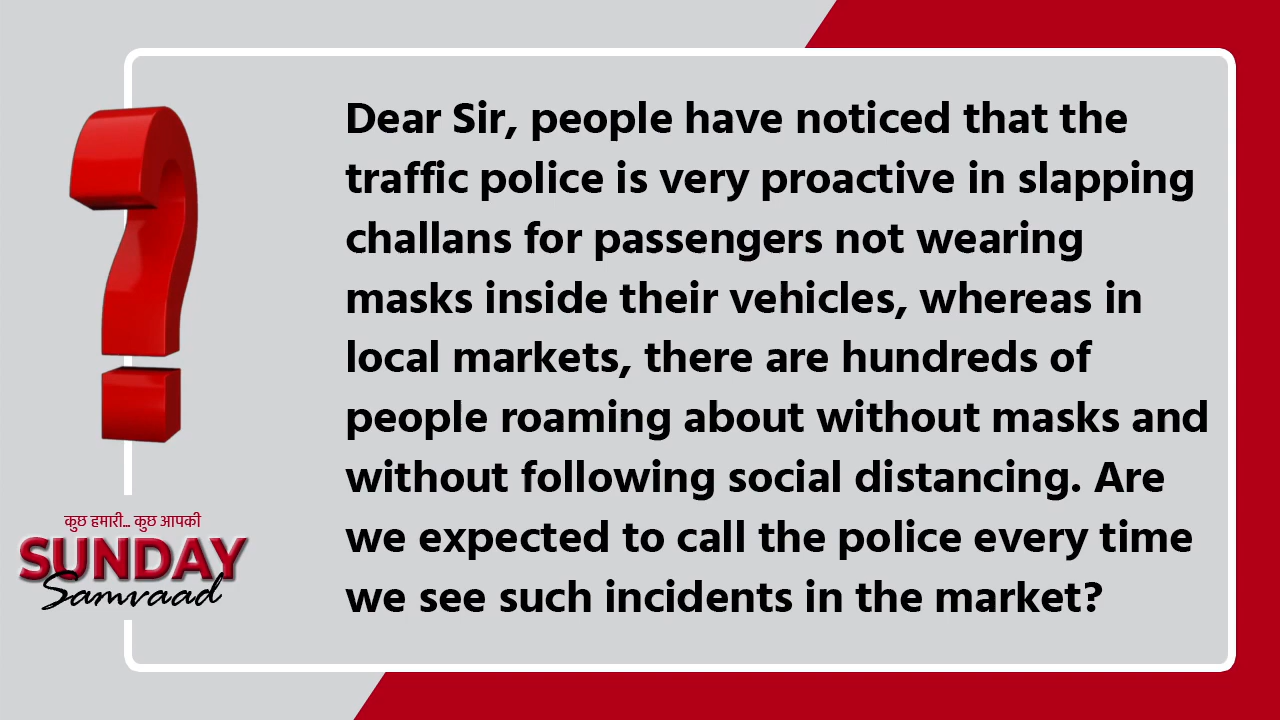 Dear Sir, people have noticed that the
traffic police is very proactive in slapping
challans for passengers not wearing
masks inside their vehicles, whereas in
local markets, there are hundreds of
people roaming about without masks and
without following social distancing. Are
we expected to call the police every time
we see such incidents in the market?
कुछ हमारी... कुछ आपकी
SUNDAY
Samvaad